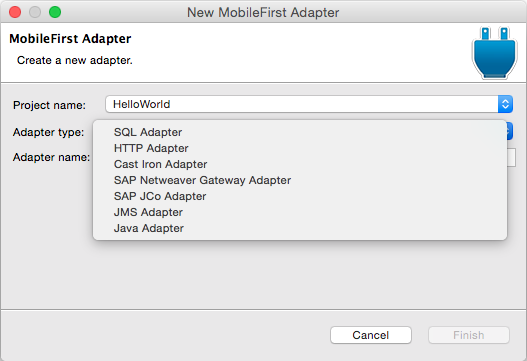 New MobileFirst Adapter
MobileFirst Adapter
Create a new adapter.
Project name: HelloWorld
Adapter type:
SQL Adapter
HTTP Adapter
Adapter name:
Cast Iron Adapter
SAP Netweaver Gateway Adapter
SAP JCo Adapter
JMS Adapter
Java Adapter
Cancel Finish